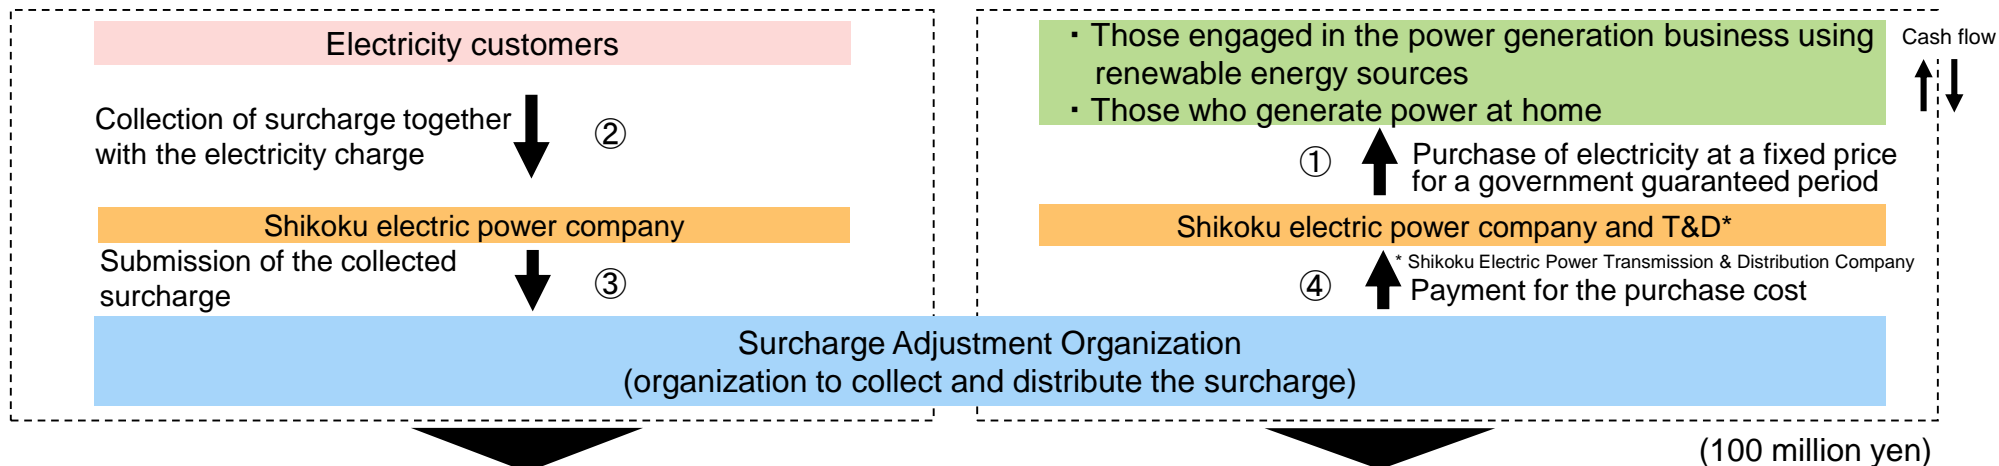 Electricity customers
Collection of surcharge together
with the electricity charge
②
Shikoku electric power company
Submission of the collected
surcharge
③
・Those engaged in the power generation business using
renewable energy sources
・Those who generate power at home
Cash flow
①
Purchase of electricity at a fixed price
for a government guaranteed period
Shikoku electric power company and T&D*
* Shikoku Electric Power Transmission & Distribution Company
④
Payment for the purchase cost
Surcharge Adjustment Organization
(organization to collect and distribute the surcharge)
(100 million yen)